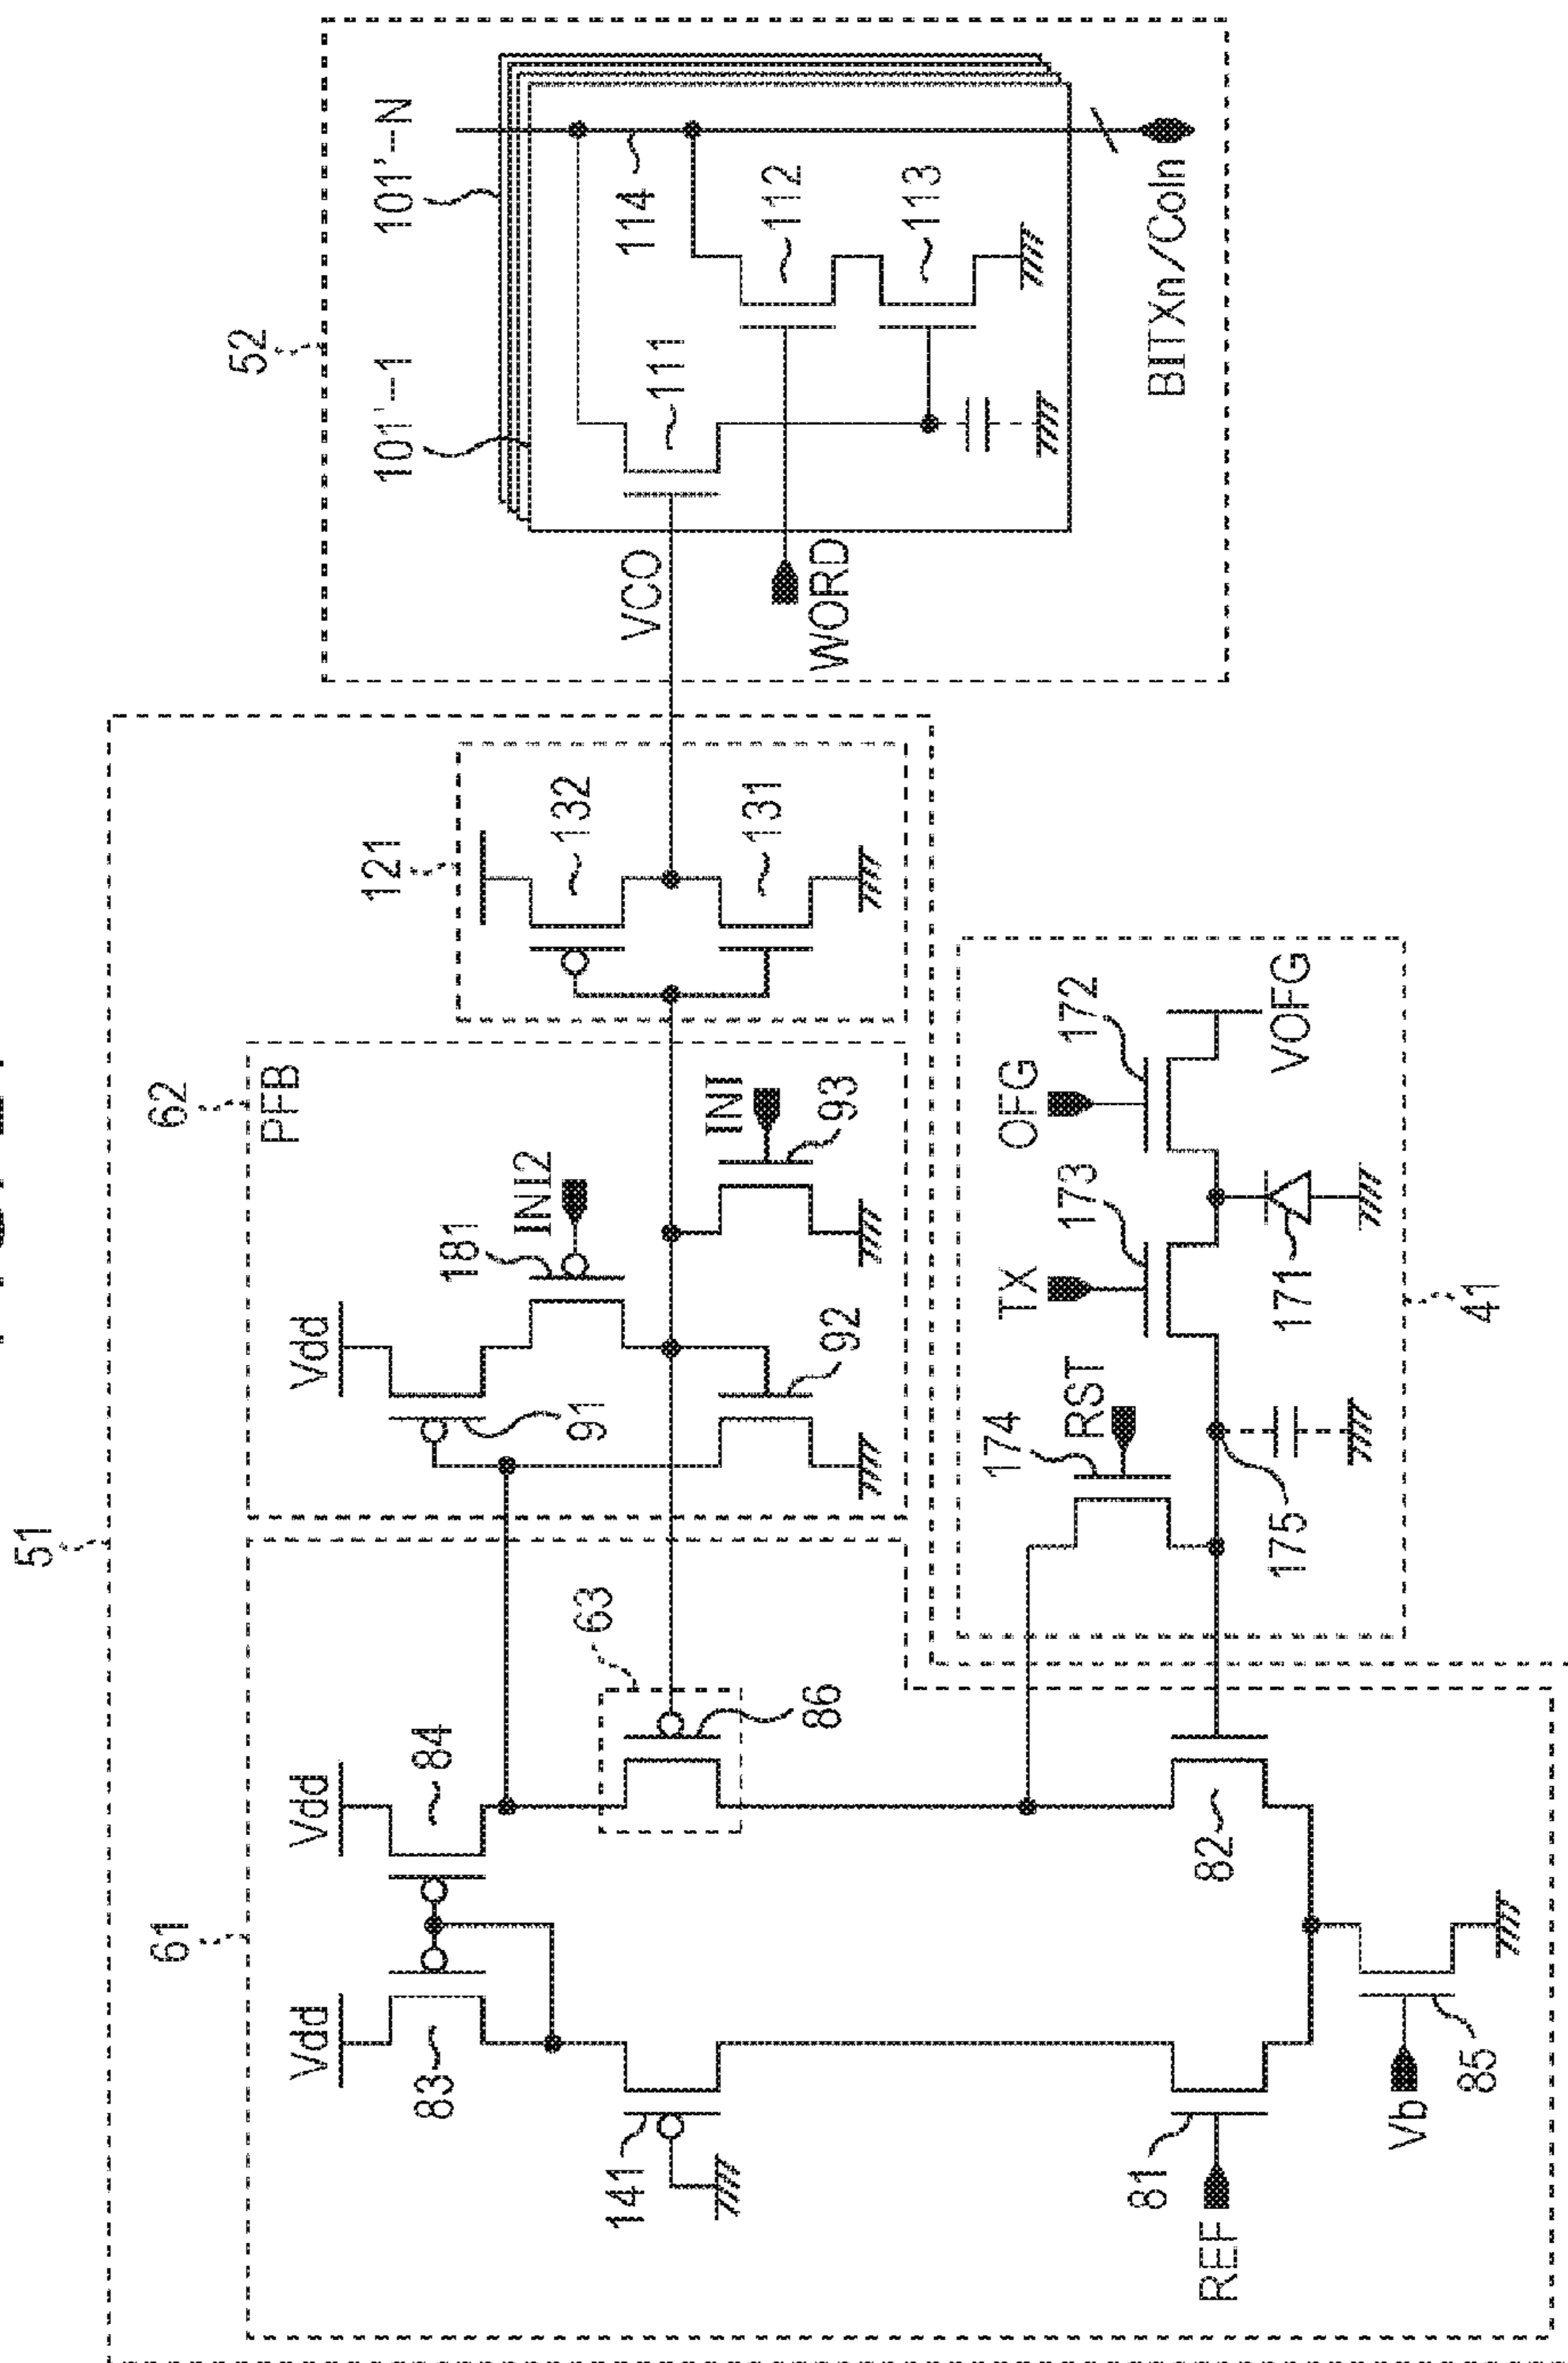 51
61
62
PFB
121
52
101'-1
101'-N
Vdd
Vdd
Vdd
83
84
91
181
INI2
INI
93
92
132
131
VCO
WORD
111
112
113
114
BITXn/Coln
141
63
86
81
82
REF
Vb
85
174
RST
TX
173
OFG
172
VOFG
175
171
41